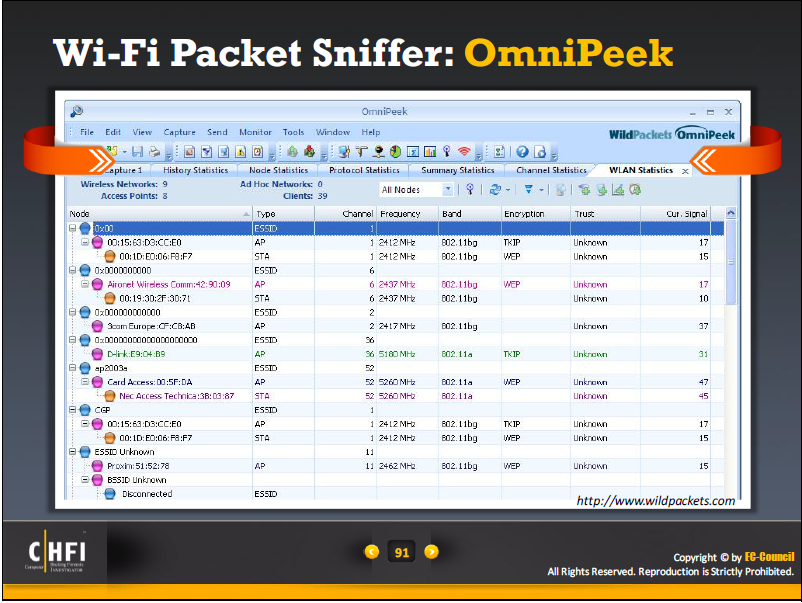 Wi-Fi Packet Sniffer: OmniPeek
OmniPeek
File Edit View Capture Send Monitor Tools Window Help
WildPackets OmniPeek
Capture 1 History Statistics Node Statistics Protocol Statistics Summary Statistics Channel Statistics WLAN Statistics
Wireless Networks: 9 Ad Hoc Networks: 0 All Nodes
Access Points: 8 Clients: 39
Node Type Channel Frequency Band Encryption Trust Cur. Signal
0x00 ESSID 1
00:15:63:D3:CC:E0 AP 1 2412 MHz 802.11bg TKIP Unknown 17
00:1D:E0:06:F8:F7 STA 1 2412 MHz 802.11bg WEP Unknown 15
0x0000000000 ESSID 6
Aironet Wireless Comm:42:90:09 AP 6 2437 MHz 802.11bg WEP Unknown 17
00:19:30:2F:30:71 STA 6 2437 MHz 802.11bg Unknown 10
0x000000000000 ESSID 2
3com Europe:CF:C8:AB AP 2 2417 MHz 802.11bg Unknown 37
ESSID 36
D-link:E9:04:B9 AP 36 5180 MHz 802.11a TKIP Unknown 31
ap2003a ESSID 52
Card Access:00:5F:DA AP 52 5260 MHz 802.11a WEP Unknown 47
Nec Access Technica:3B:03:87 STA 52 5260 MHz 802.11a Unknown 45
CGP ESSID 1
00:15:63:D3:CC:E0 AP 1 2412 MHz 802.11bg TKIP Unknown 17
00:1D:E0:06:F8:F7 STA 1 2412 MHz 802.11bg WEP Unknown 15
ESSID Unknown 11
Proxim:51:52:78 AP 11 2462 MHz 802.11bg WEP Unknown 15
BSSID Unknown
Disconnected ESSID
http://www.wildpackets.com
CHFI
Computer Hacking Forensic
INVESTIGATOR
91
Copyright © by EC-Council
All Rights Reserved. Reproduction is Strictly Prohibited.